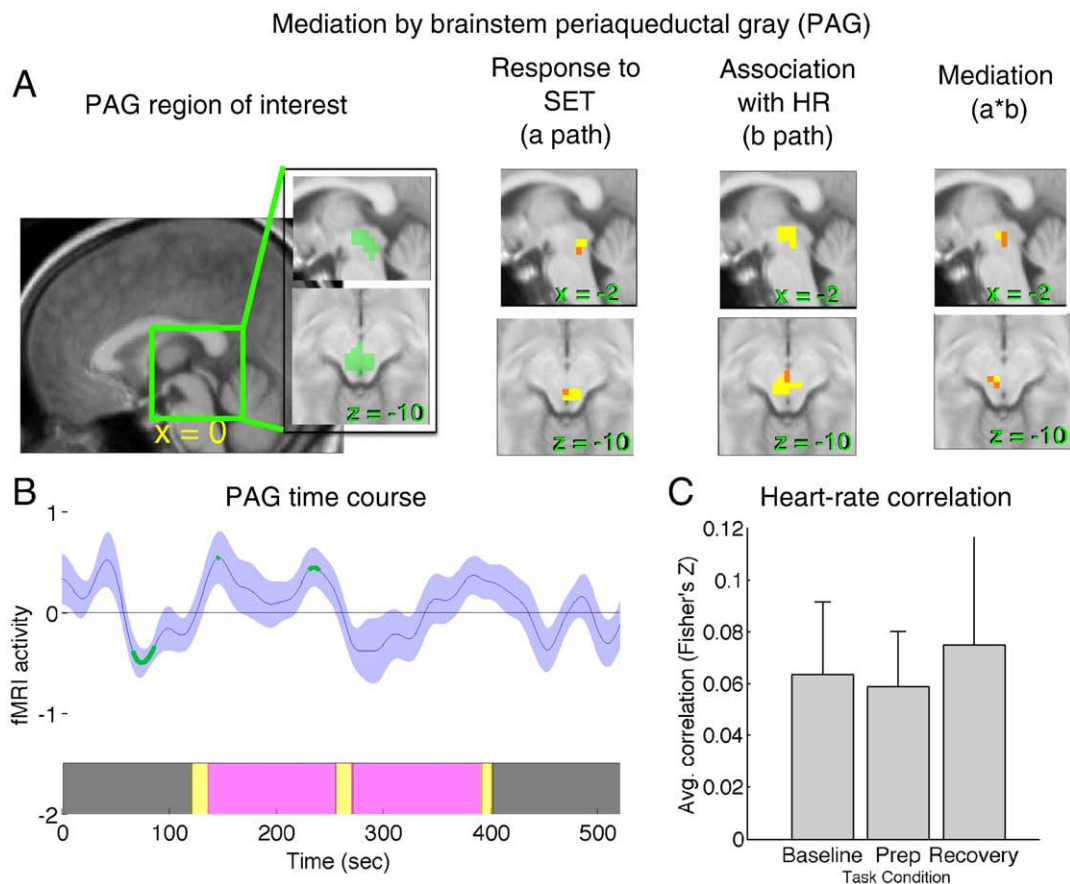 Mediation by brainstem periaqueductal gray (PAG)
A
PAG region of interest
Response to
SET
(a path)
Association
with HR
(b path)
Mediation
(a*b)
x = 0
z = -10
x = -2
z = -10
x = -2
z = -10
x = -2
z = -10
B
PAG time course
fMRI activity
1
0
-1
-2
0
100
200
300
400
500
Time (sec)
C
Heart-rate correlation
Avg. correlation (Fisher's Z)
0.12
0.1
0.08
0.06
0.04
0.02
0
Baseline
Prep
Recovery
Task Condition